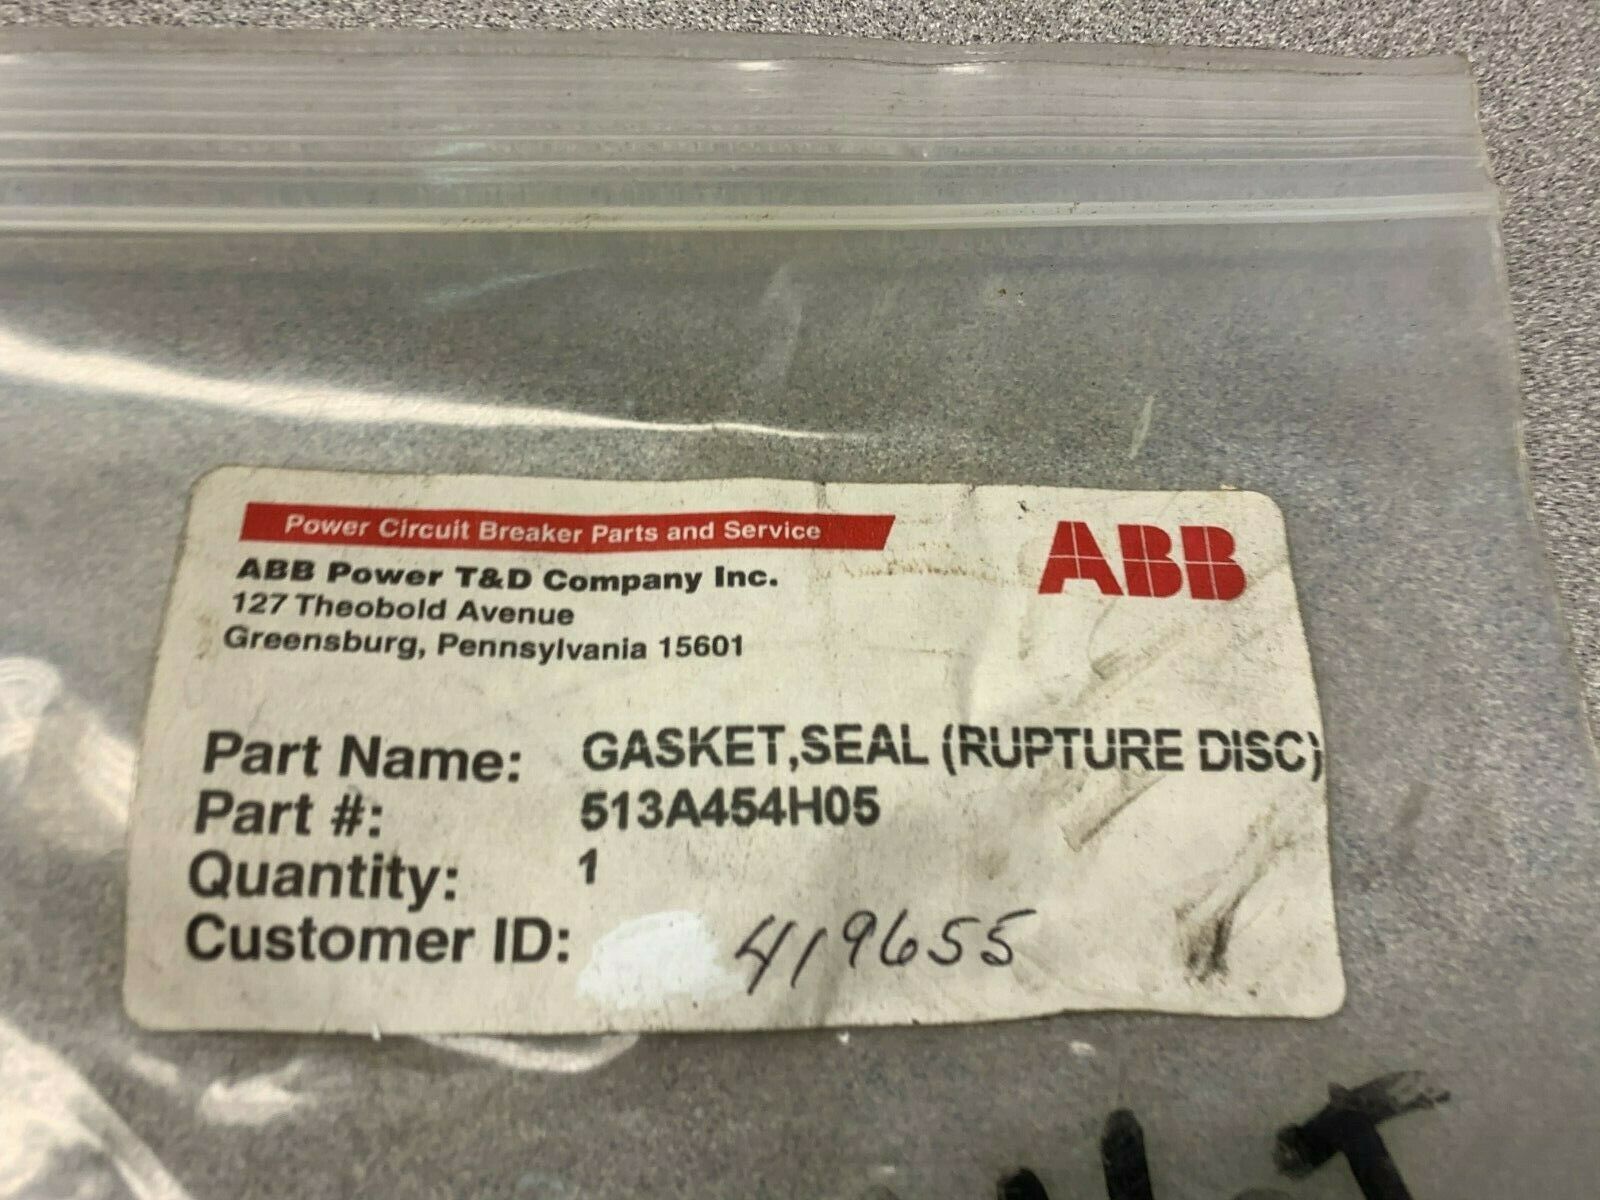 Power Circuit Breaker Parts and Service
ABB
ABB Power T&D Company Inc.
127 Theobold Avenue
Greensburg, Pennsylvania 15601
Part Name: GASKET,SEAL (RUPTURE DISC)
Part #: 513A454H05
Quantity: 1
Customer ID: 419655